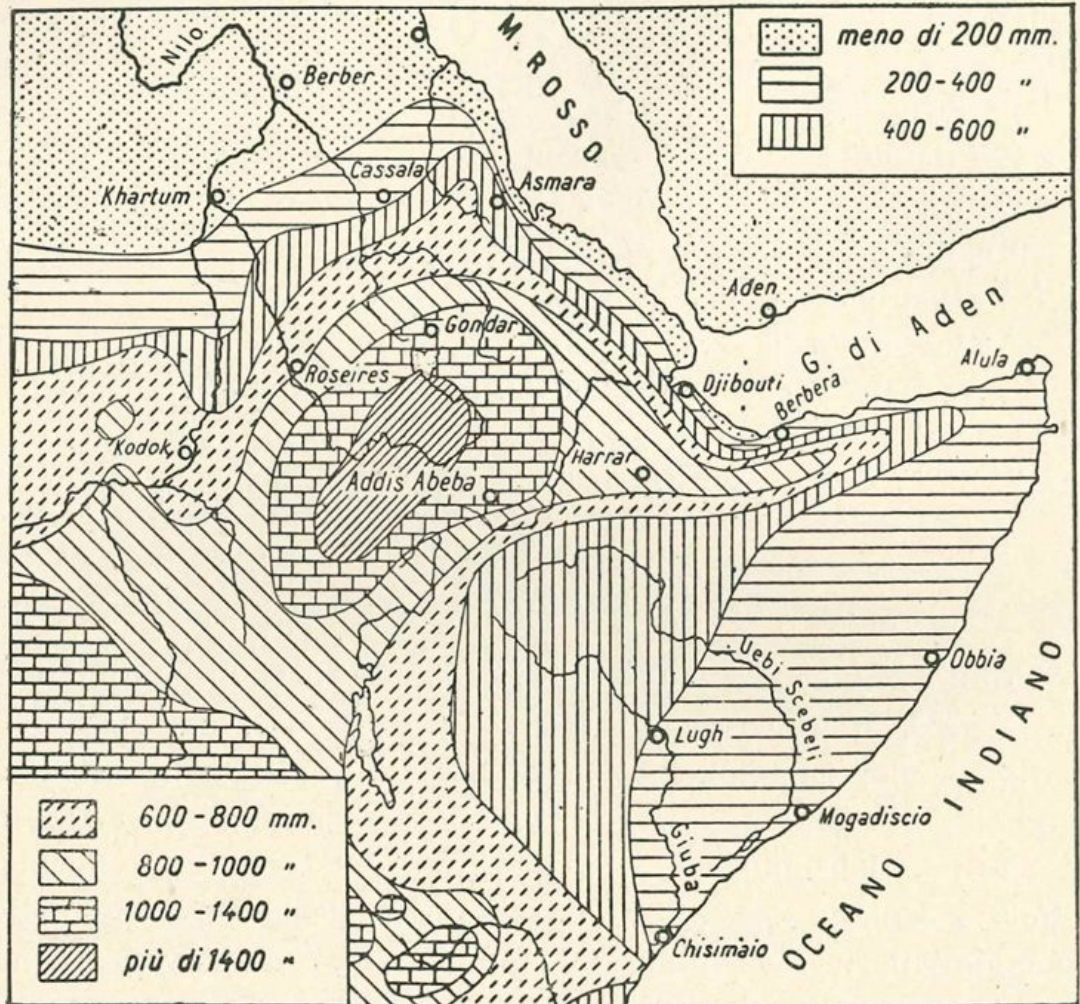 M. ROSSO
meno di 200 mm.
200-400 "
400-600 "
Nilo
Berber
Khartum
Cassala
Asmara
Aden
G. di Aden
Gondar
Roseires
Djibouti
Berbera
Alula
Kodok
Harrar
Addis Abeba
Uebi Scebeli
Obbia
Lugh
Mogadiscio
Giuba
Chisimaio
OCEANO INDIANO
600-800 mm.
800-1000 "
1000-1400 "
più di 1400 "